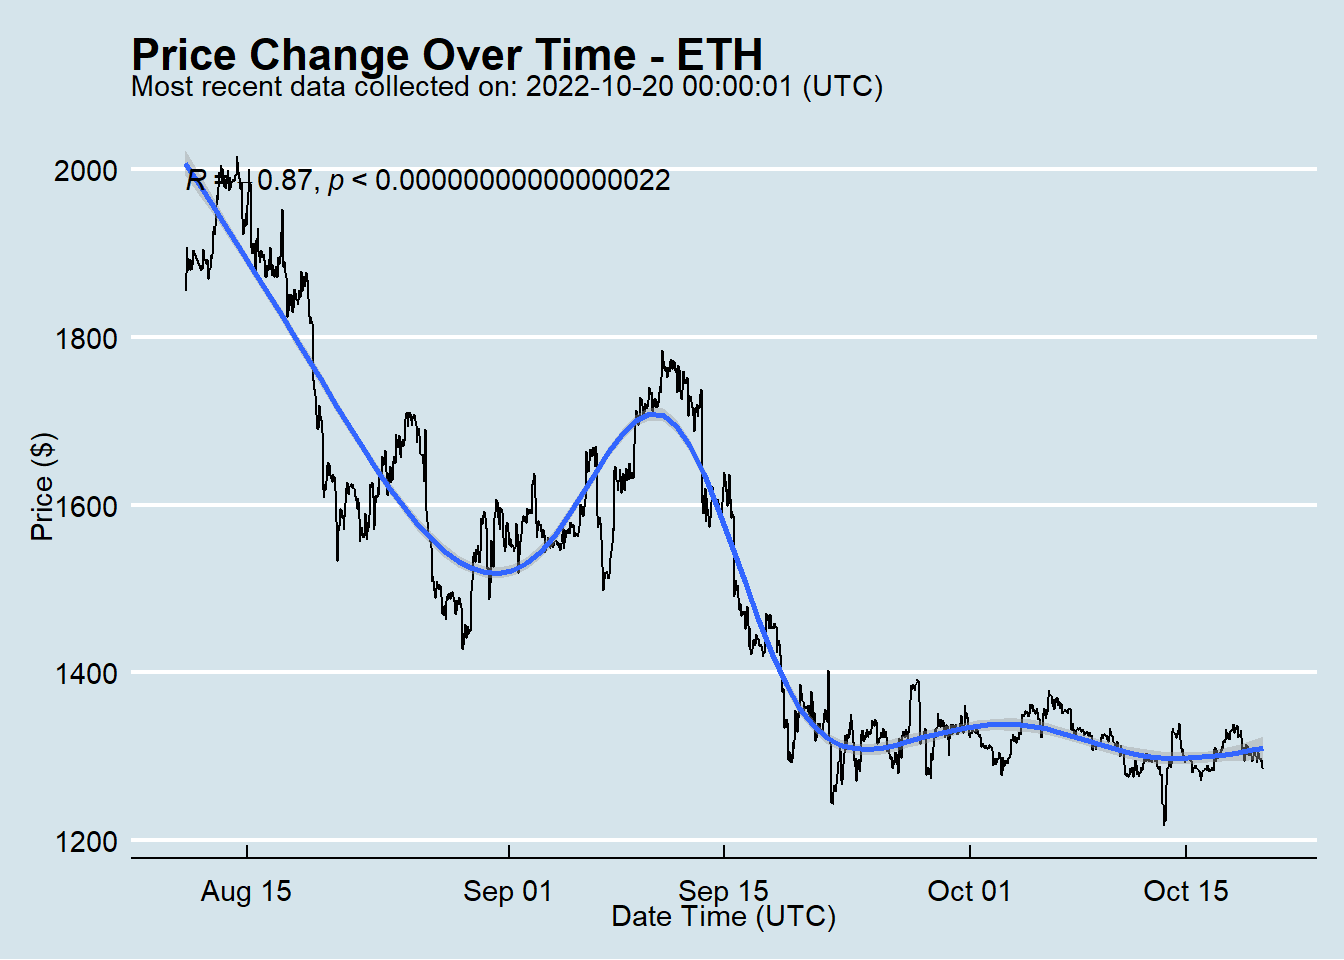 Price Change Over Time - ETH
Most recent data collected on: 2022-10-20 00:00:01 (UTC)
R = −0.87, p < 0.00000000000000022
2000
1800
1600
1400
1200
Price ($)
Aug 15
Sep 01
Sep 15
Oct 01
Oct 15
Date Time (UTC)